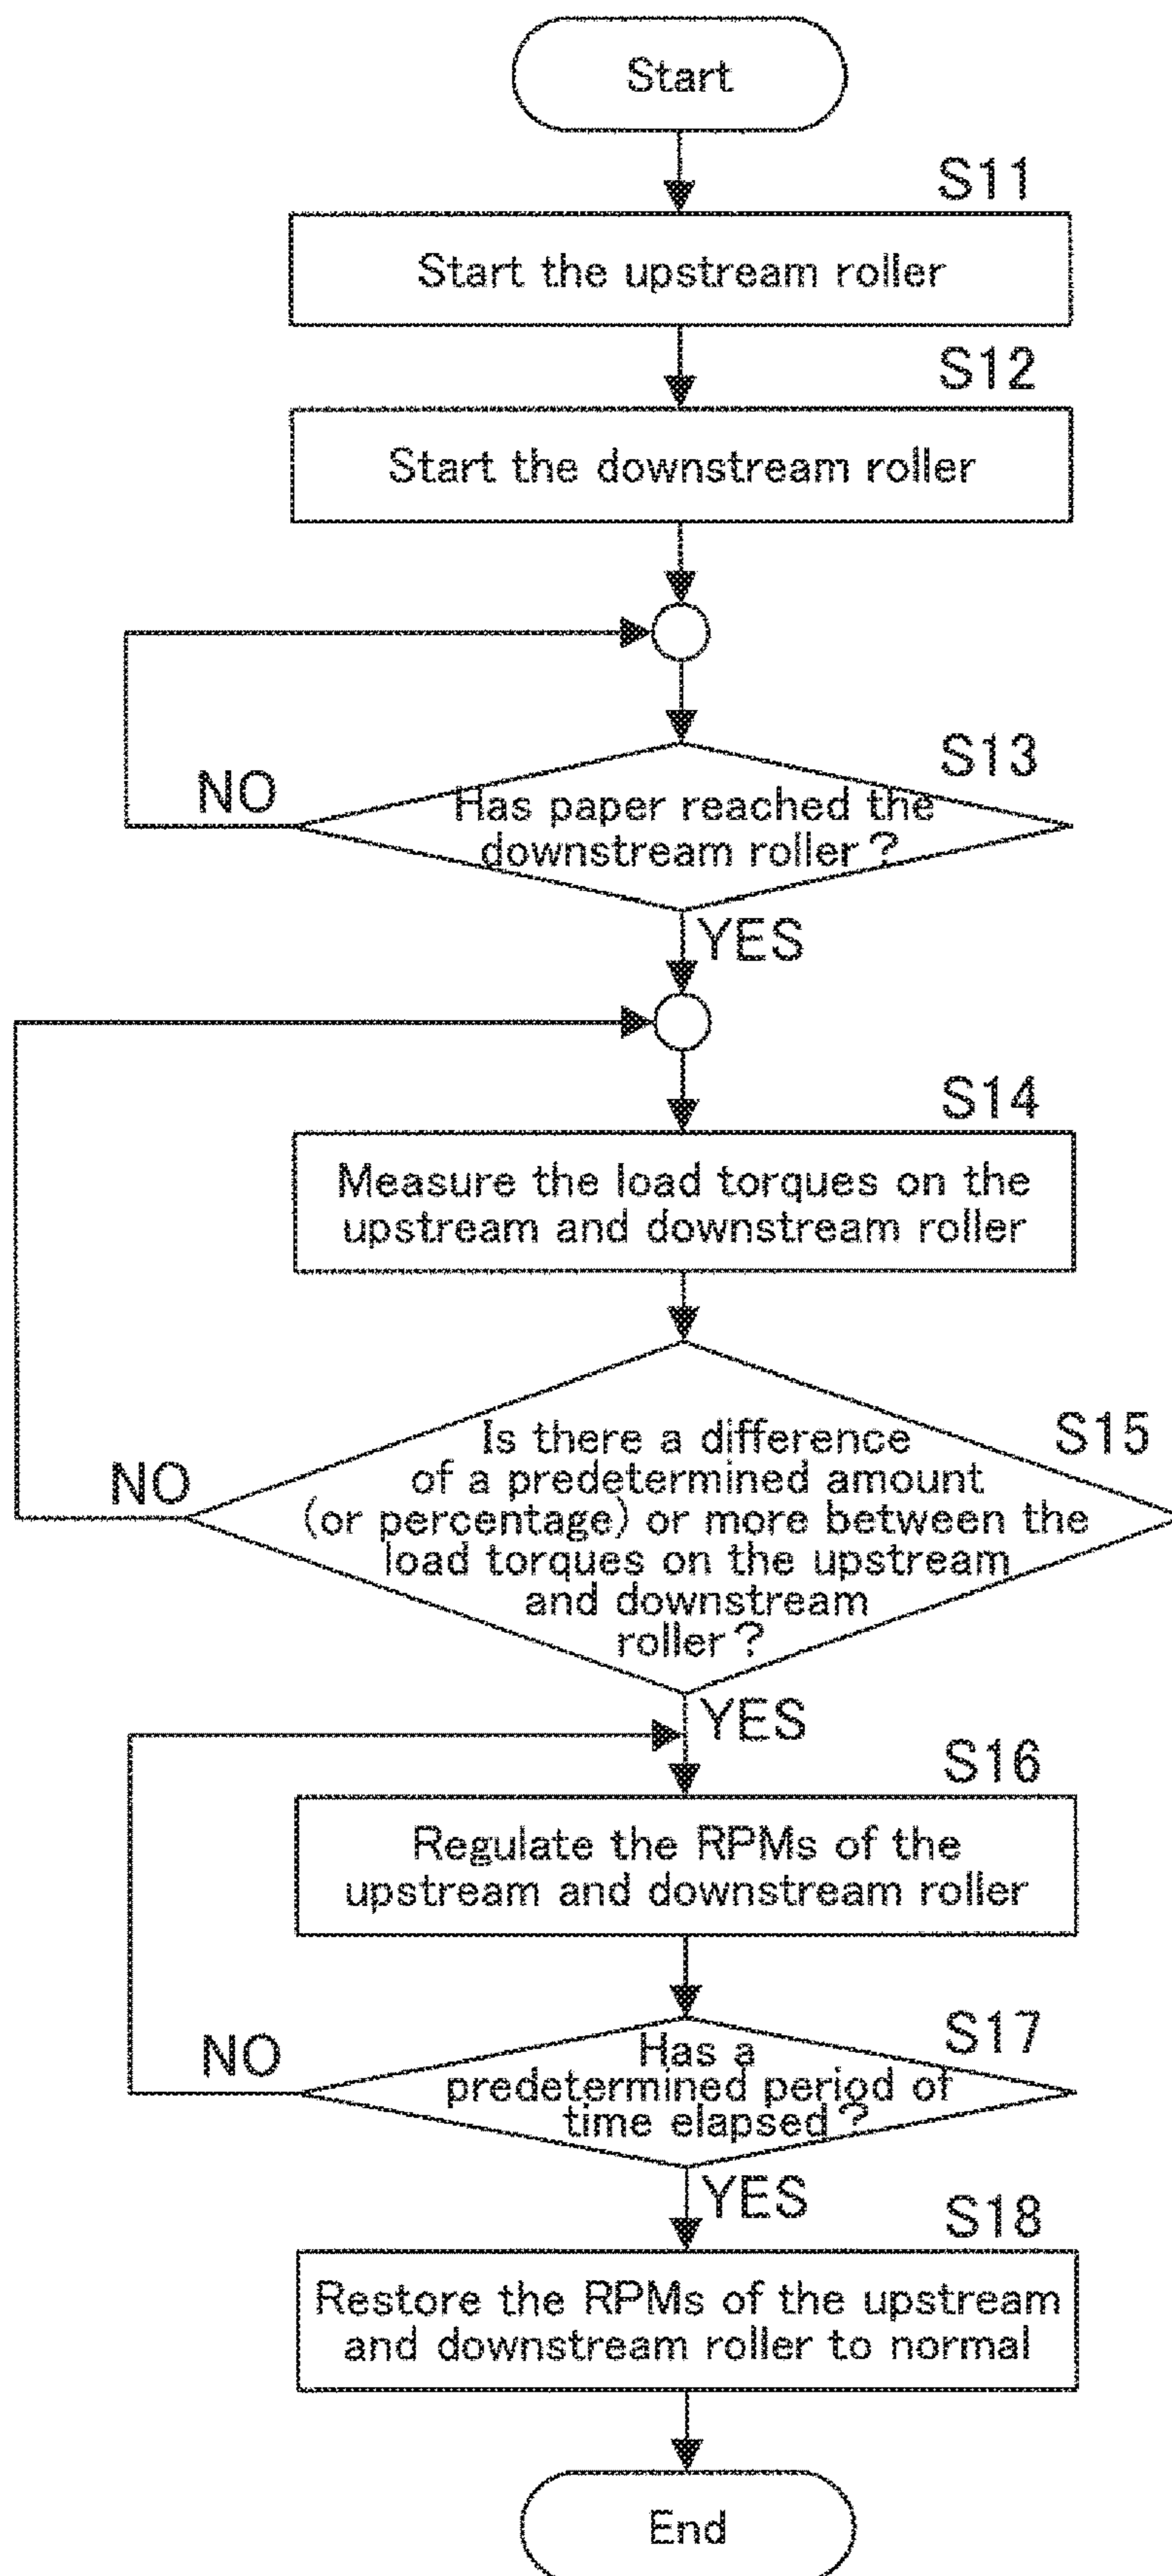 Start
S11
Start the upstream roller
S12
Start the downstream roller
S13
NO
Has paper reached the
downstream roller ?
YES
S14
Measure the load torques on the
upstream and downstream roller
S15
NO
Is there a difference
of a predetermined amount
(or percentage) or more between the
load torques on the upstream
and downstream
roller ?
YES
S16
Regulate the RPMs of the
upstream and downstream roller
S17
NO
Has a
predetermined period of
time elapsed ?
YES
S18
Restore the RPMs of the upstream
and downstream roller to normal
End